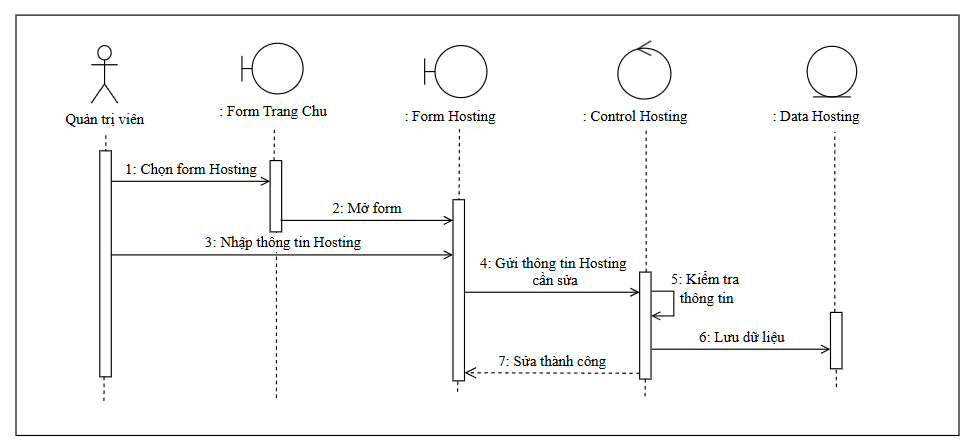 Quản trị viên
: Form Trang Chu
: Form Hosting
: Control Hosting
: Data Hosting
1: Chọn form Hosting
2: Mở form
3: Nhập thông tin Hosting
4: Gửi thông tin Hosting
cần sửa
5: Kiểm tra
thông tin
6: Lưu dữ liệu
7: Sửa thành công